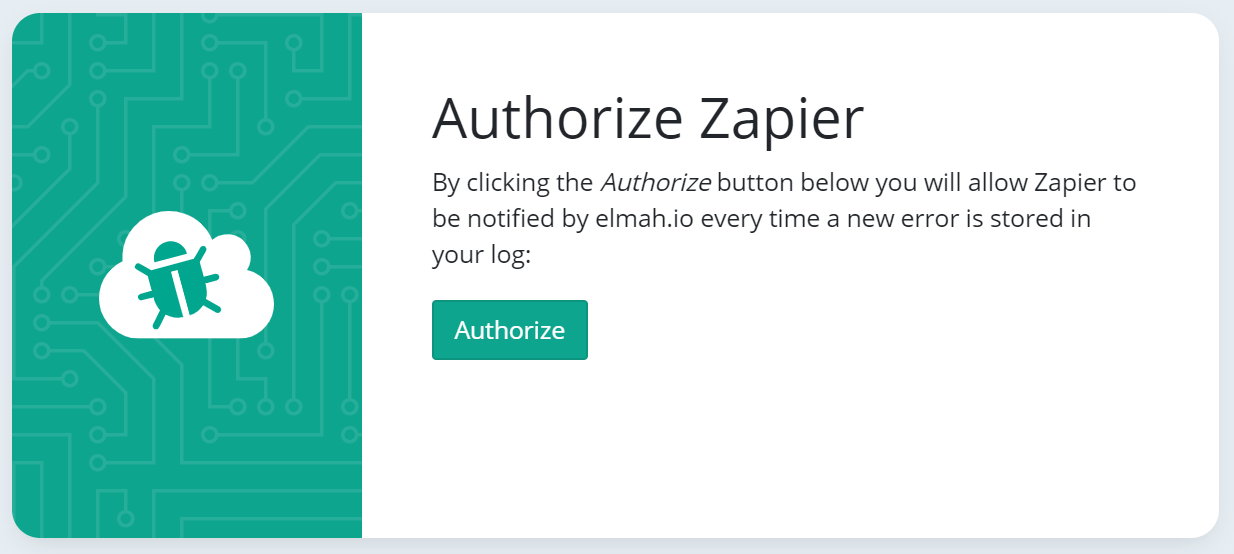 Authorize Zapier
By clicking the Authorize button below you will allow Zapier to
be notified by elmah.io every time a new error is stored in
your log:
Authorize